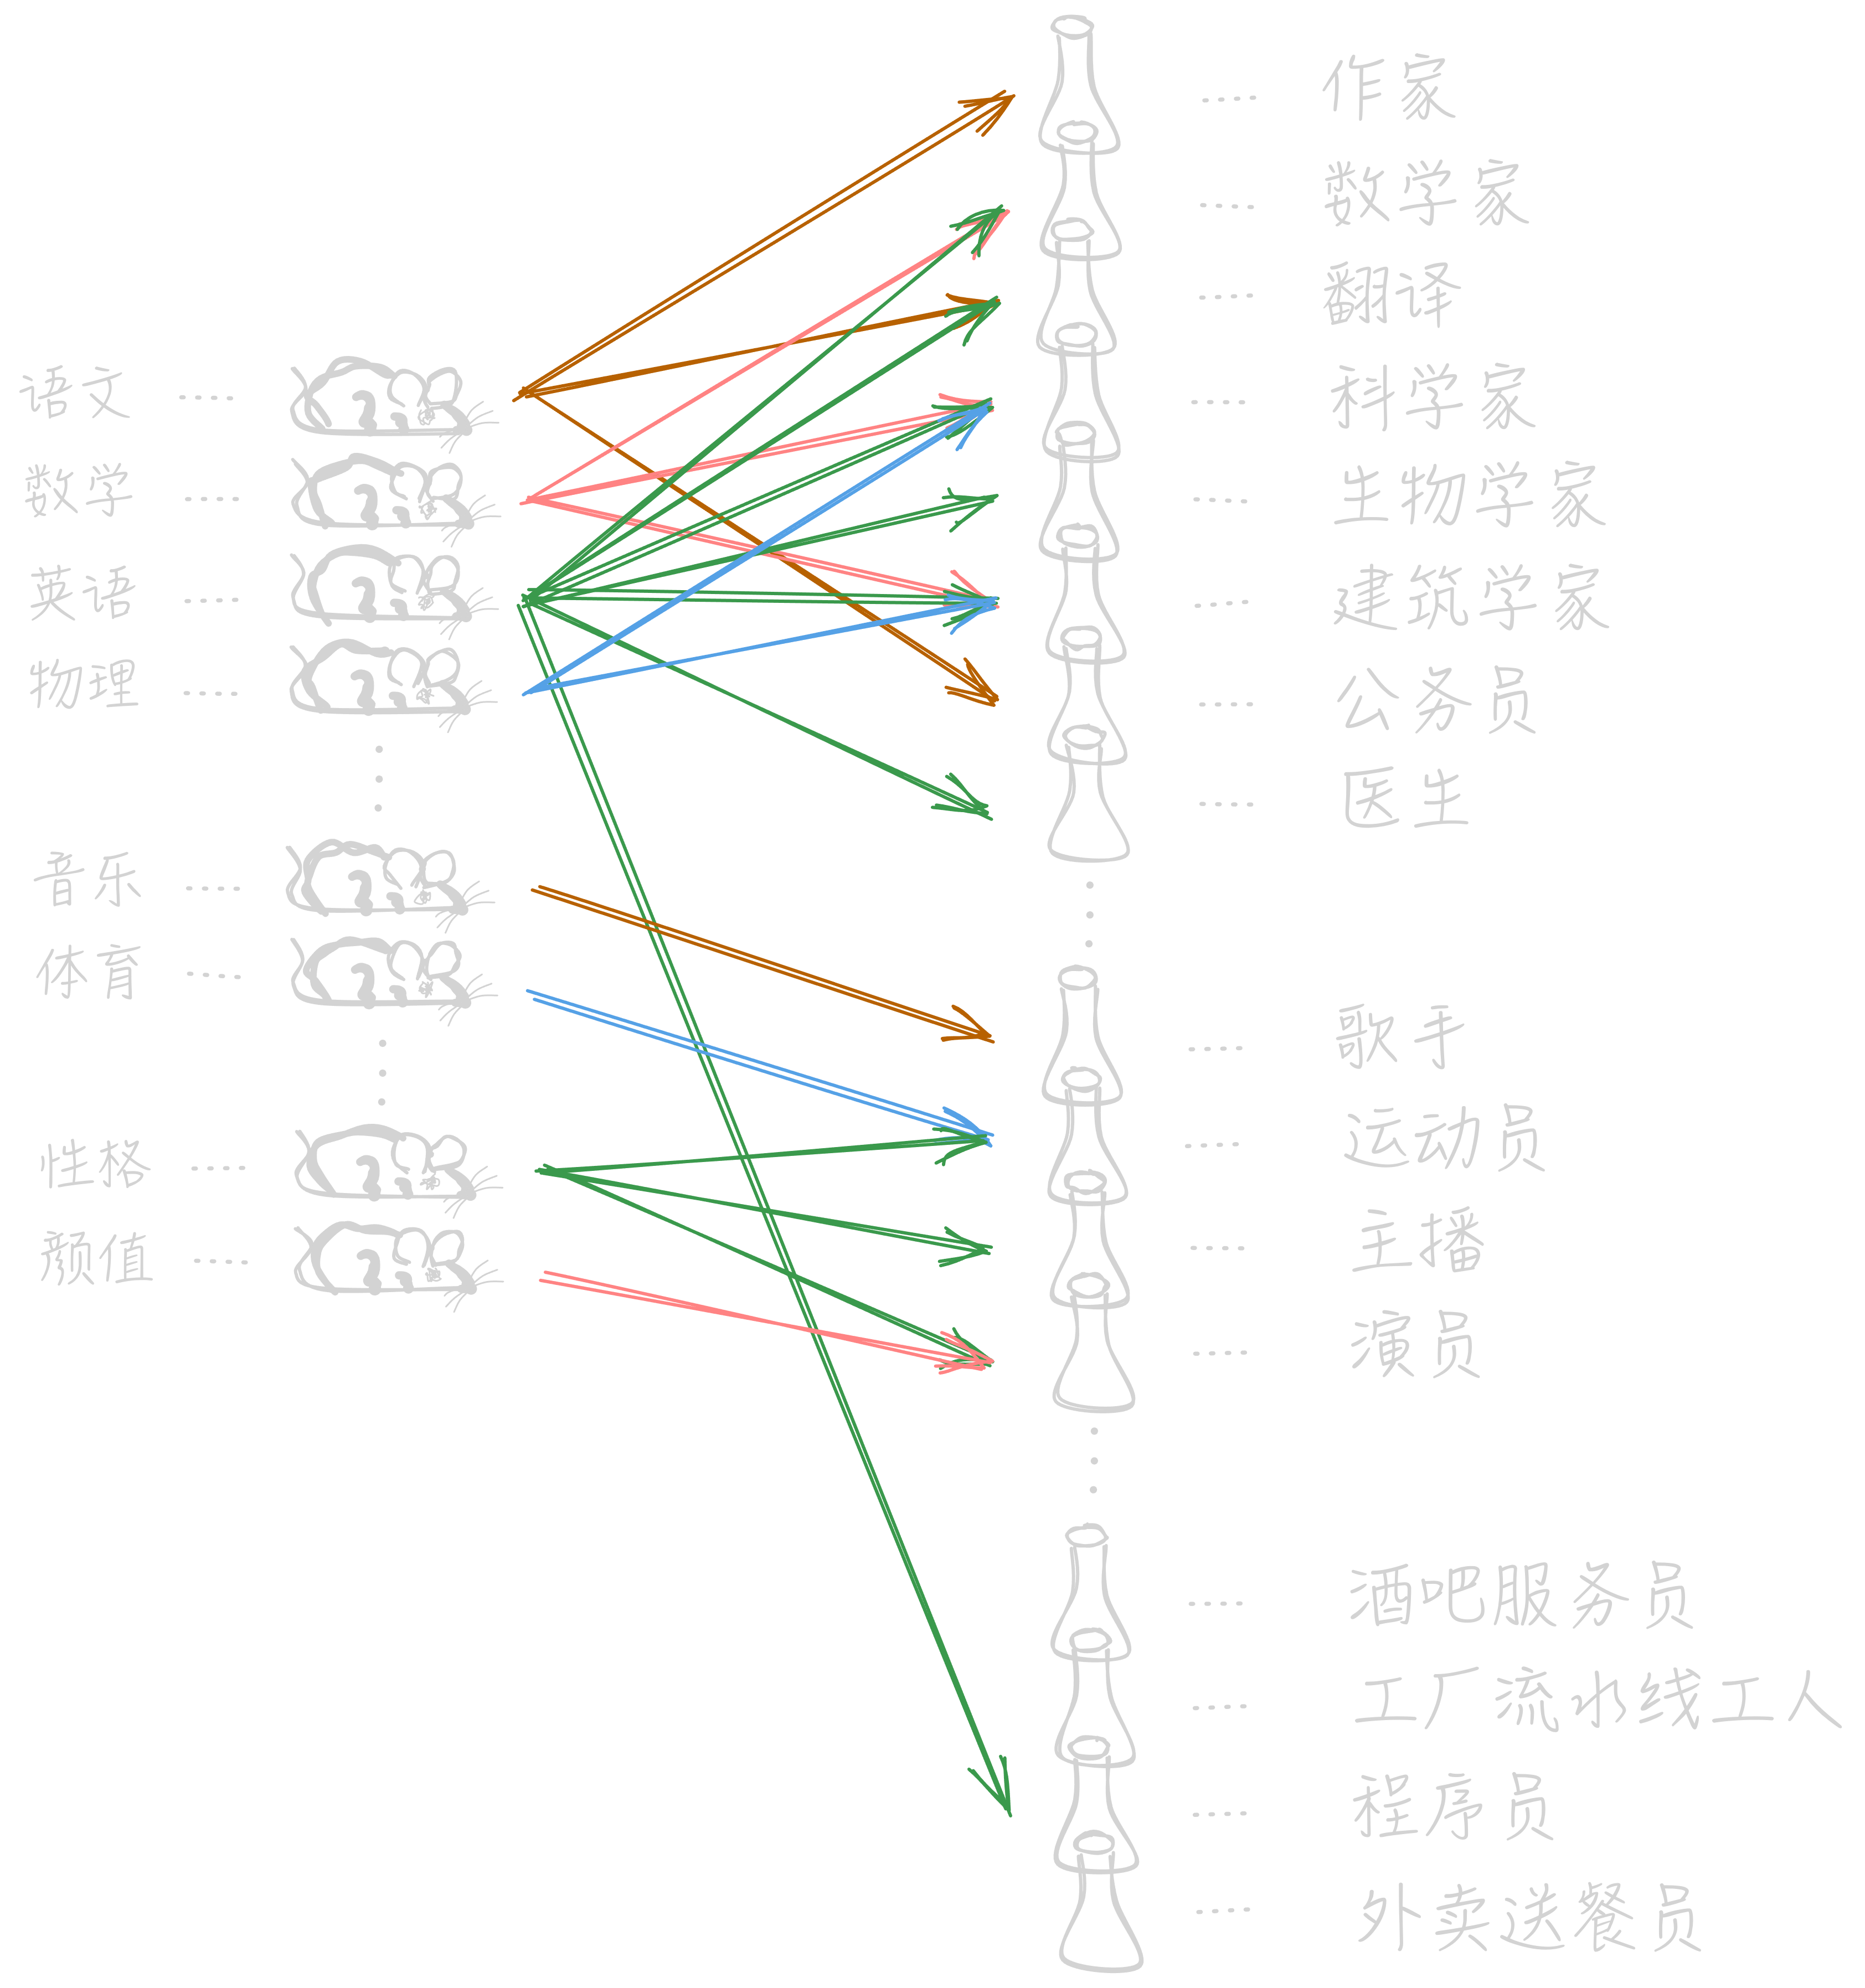 语文
数学
英语
物理
音乐
体育
性格
颜值
作家
数学家
翻译
科学家
生物学家
建筑学家
公务员
医生
歌手
运动员
主播
演员
酒吧服务员
工厂流水线工人
程序员
外卖送餐员